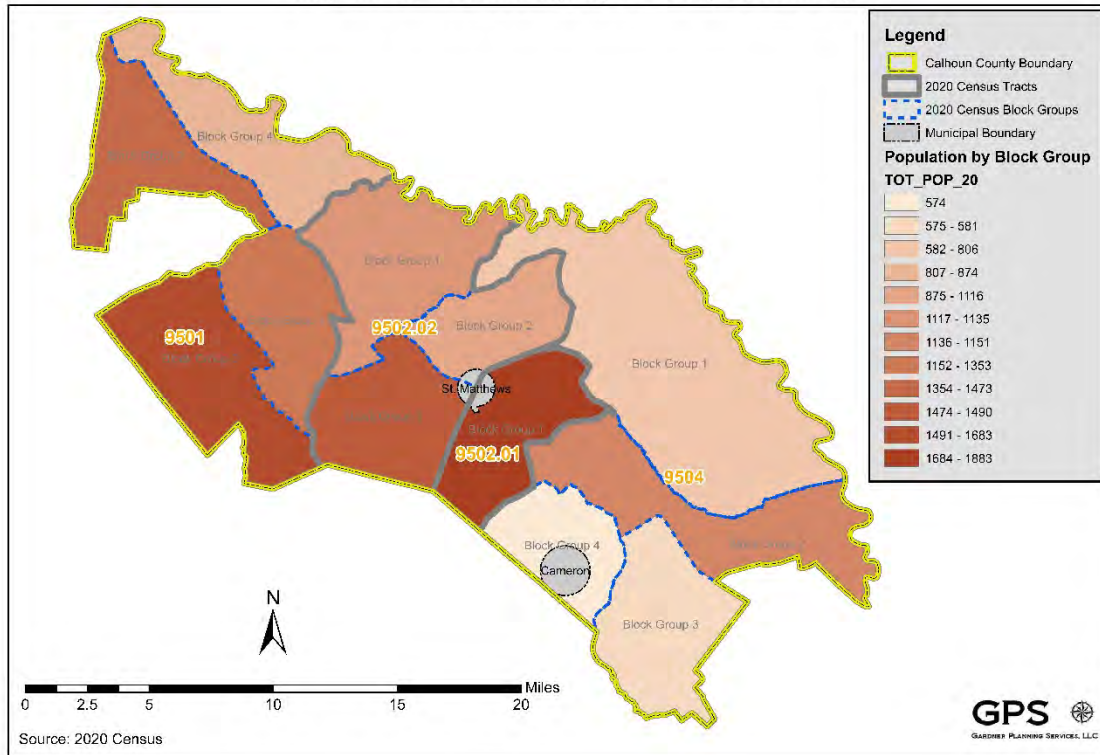 Legend
Calhoun County Boundary
2020 Census Tracts
2020 Census Block Groups
Municipal Boundary
Population by Block Group
TOT_POP_20
574
575 - 581
582 - 806
807 - 874
875 - 1116
1117 - 1135
1136 - 1151
1152 - 1353
1354 - 1473
1474 - 1490
1491 - 1683
1684 - 1883
Block Group 4
Block Group 1
9502.02
Block Group 2
Block Group 1
9501
St. Matthews
Block Group 1
9502.01
9504
Block Group 4
Cameron
Block Group 3
N
Miles
0 2.5 5 10 15 20
Source: 2020 Census
GPS
GARDNER PLANNING SERVICES, LLC